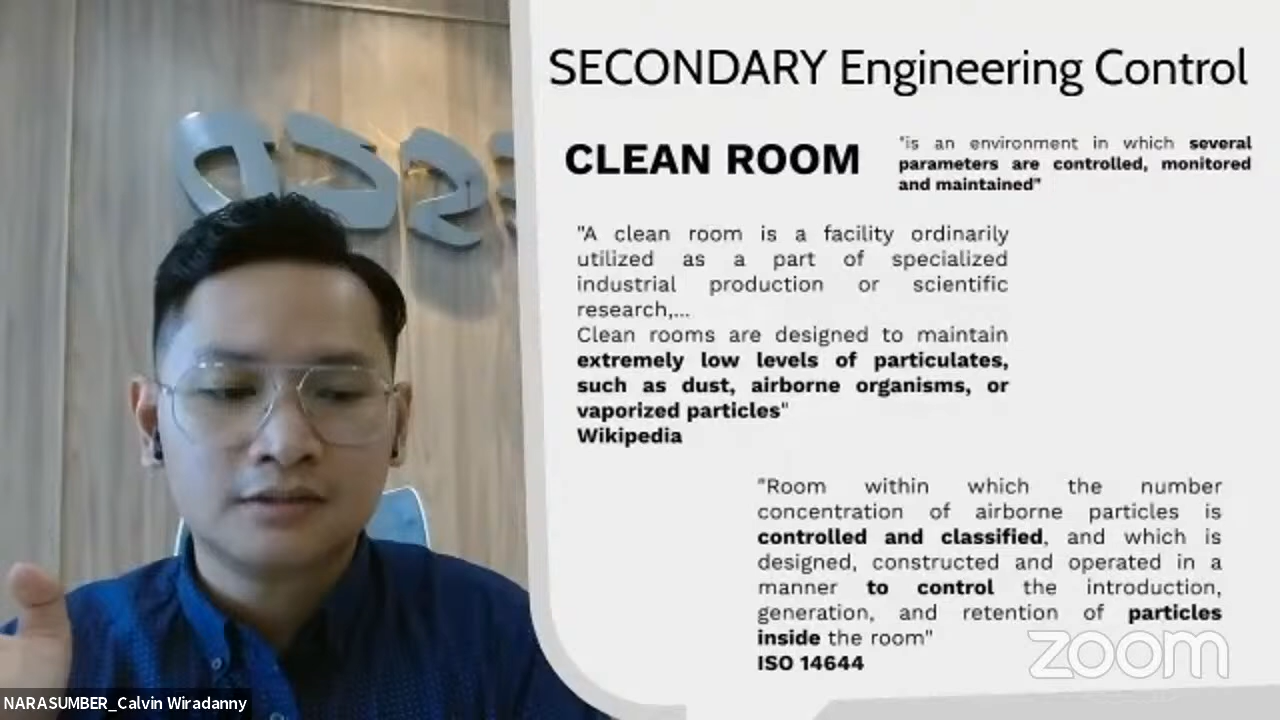 SECONDARY Engineering Control
CLEAN ROOM
"is an environment in which several
parameters are controlled, monitored
and maintained"
"A clean room is a facility ordinarily
utilized as a part of specialized
industrial production or scientific
research,...
Clean rooms are designed to maintain
extremely low levels of particulates,
such as dust, airborne organisms, or
vaporized particles"
Wikipedia
"Room within which the number
concentration of airborne particles is
controlled and classified, and which is
designed, constructed and operated in a
manner to control the introduction,
generation, and retention of particles
inside the room"
ISO 14644
zoom
NARASUMBER_Calvin Wiradanny